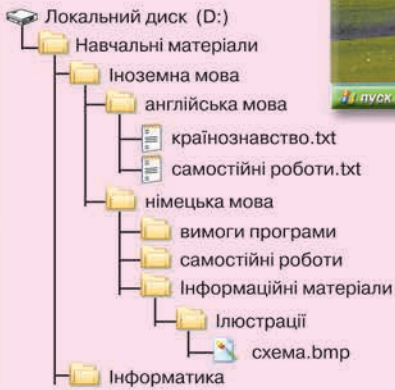 Локальний диск (D:)
Навчальні матеріали
Іноземна мова
англійська мова
пуск
країнознавство.txt
самостійні роботи.txt
німецька мова
вимоги програми
самостійні роботи
Інформаційні матеріали
Ілюстрації
схема.bmp
Інформатика